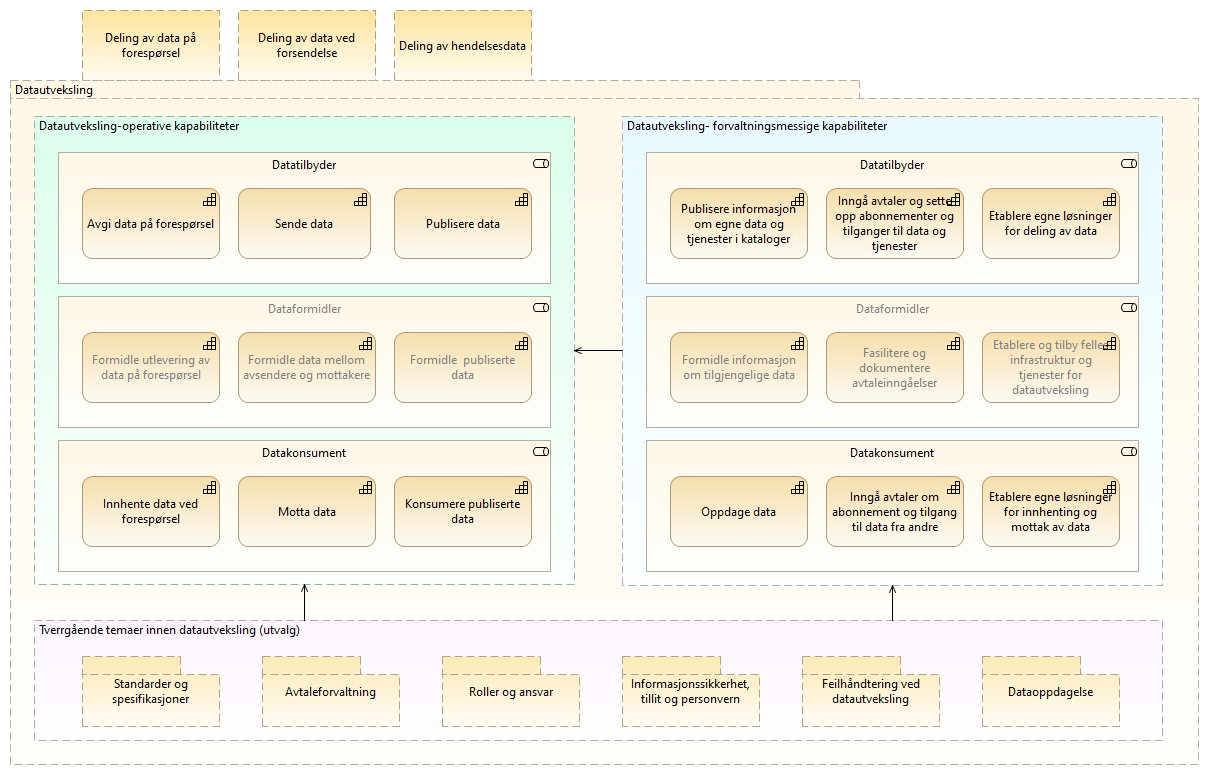 Deling av data på
forespørsel
Deling av data ved
forsendelse
Deling av hendelsesdata
Datautveksling
Datautveksling-operative kapabiliteter
Datatilbyder
Avgi data på forespørsel
Sende data
Publisere data
Dataformidler
Formidle utlevering av
data på forespørsel
Formidle data mellom
avsendere og mottakere
Formidle  publiserte
data
Datakonsument
Innhente data ved
forespørsel
Motta data
Konsumere publiserte
data
Datautveksling- forvaltningsmessige kapabiliteter
Datatilbyder
Publisere informasjon
om egne data og
tjenester i kataloger
Inngå avtaler og sette
opp abonnementer og
tilganger til data og
tjenester
Etablere egne løsninger
for deling av data
Dataformidler
Formidle informasjon
om tilgjengelige data
Fasilitere og
dokumentere
avtaleinngåelser
Etablere og tilby felles
infrastruktur og
tjenester for
datautveksling
Datakonsument
Oppdage data
Inngå avtaler om
abonnement og tilgang
til data fra andre
Etablere egne løsninger
for innhenting og
mottak av data
Tverrgående temaer innen datautveksling (utvalg)
Standarder og
spesifikasjoner
Avtaleforvaltning
Roller og ansvar
Informasjonssikkerhet,
tillit og personvern
Feilhåndtering ved
datautveksling
Dataoppdagelse